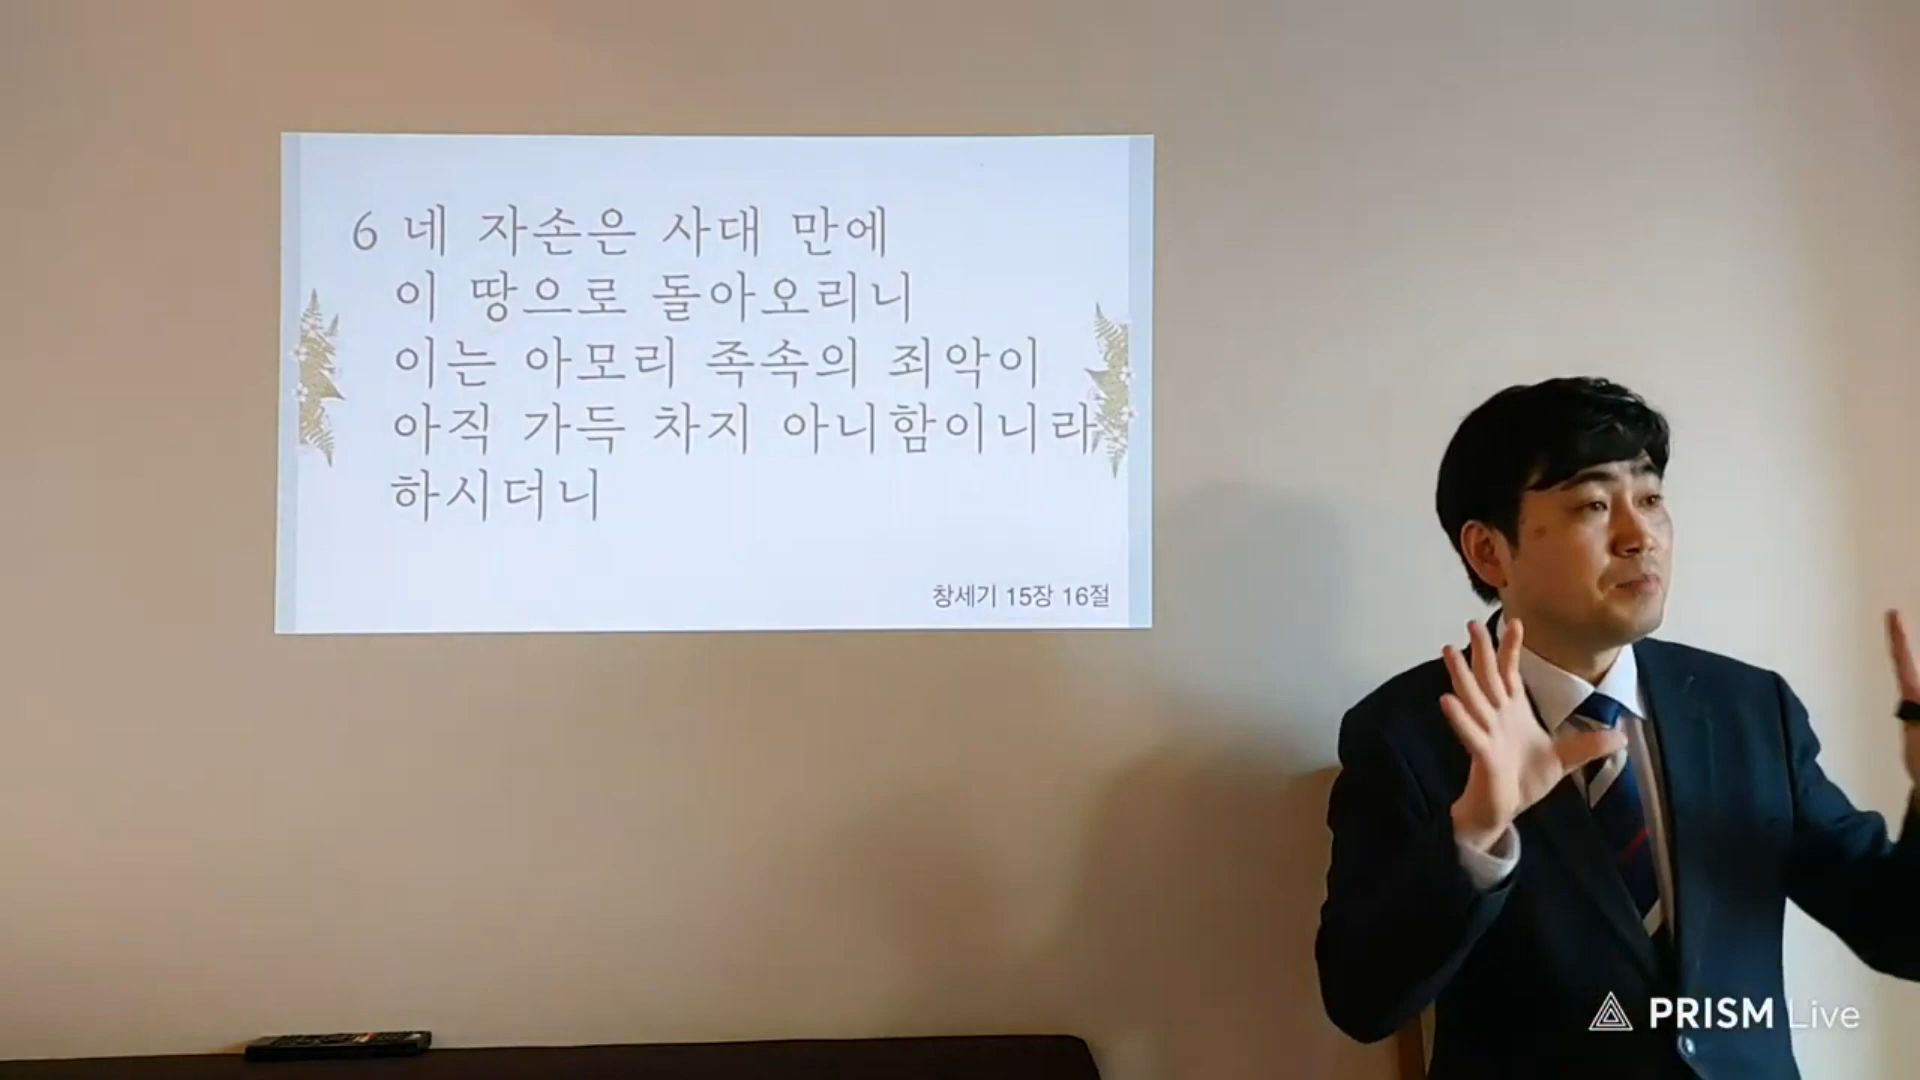 6 네 자손은 사대 만에
이 땅으로 돌아오리니
이는 아모리 족속의 죄악이
아직 가득 차지 아니함이니라
하시더니
창세기 15장 16절
PRISM Live